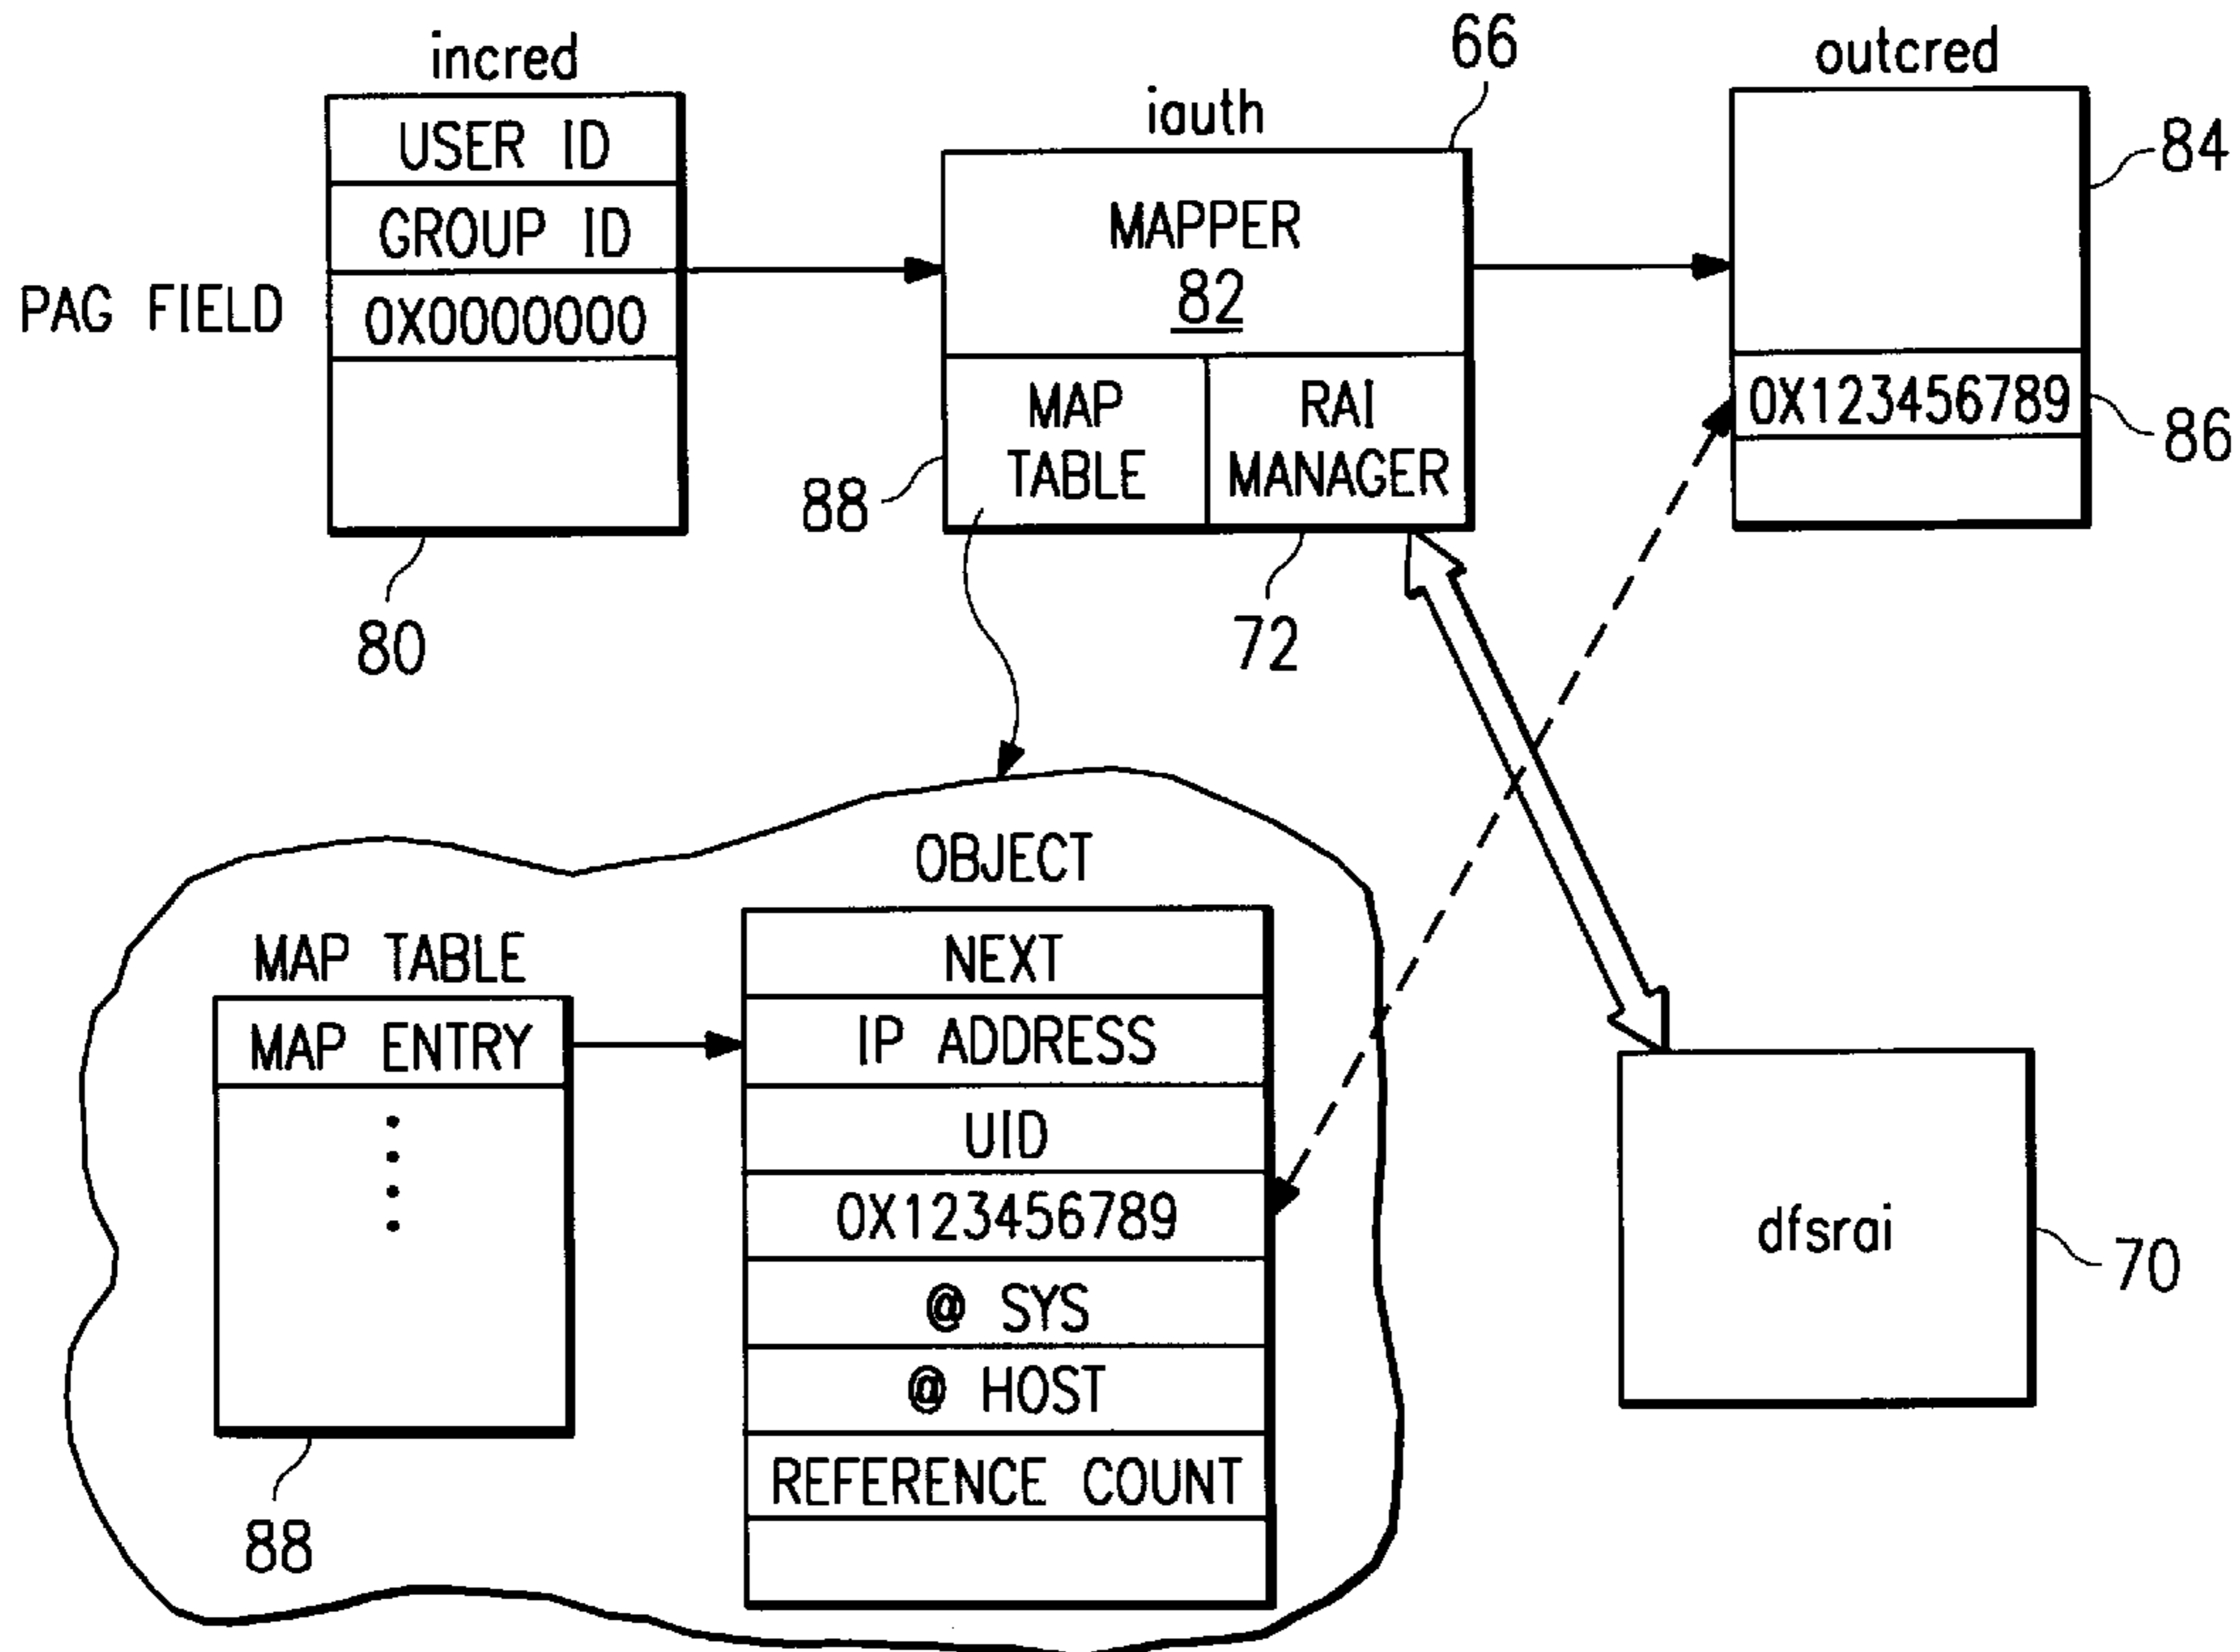 incred
USER ID
GROUP ID
PAG FIELD
0X0000000
80
iauth
66
MAPPER
82
MAP
TABLE
88
RAI
MANAGER
72
outcred
84
0X123456789
86
OBJECT
MAP TABLE
MAP ENTRY
88
NEXT
IP ADDRESS
UID
0X123456789
@ SYS
@ HOST
REFERENCE COUNT
dfsrai
70